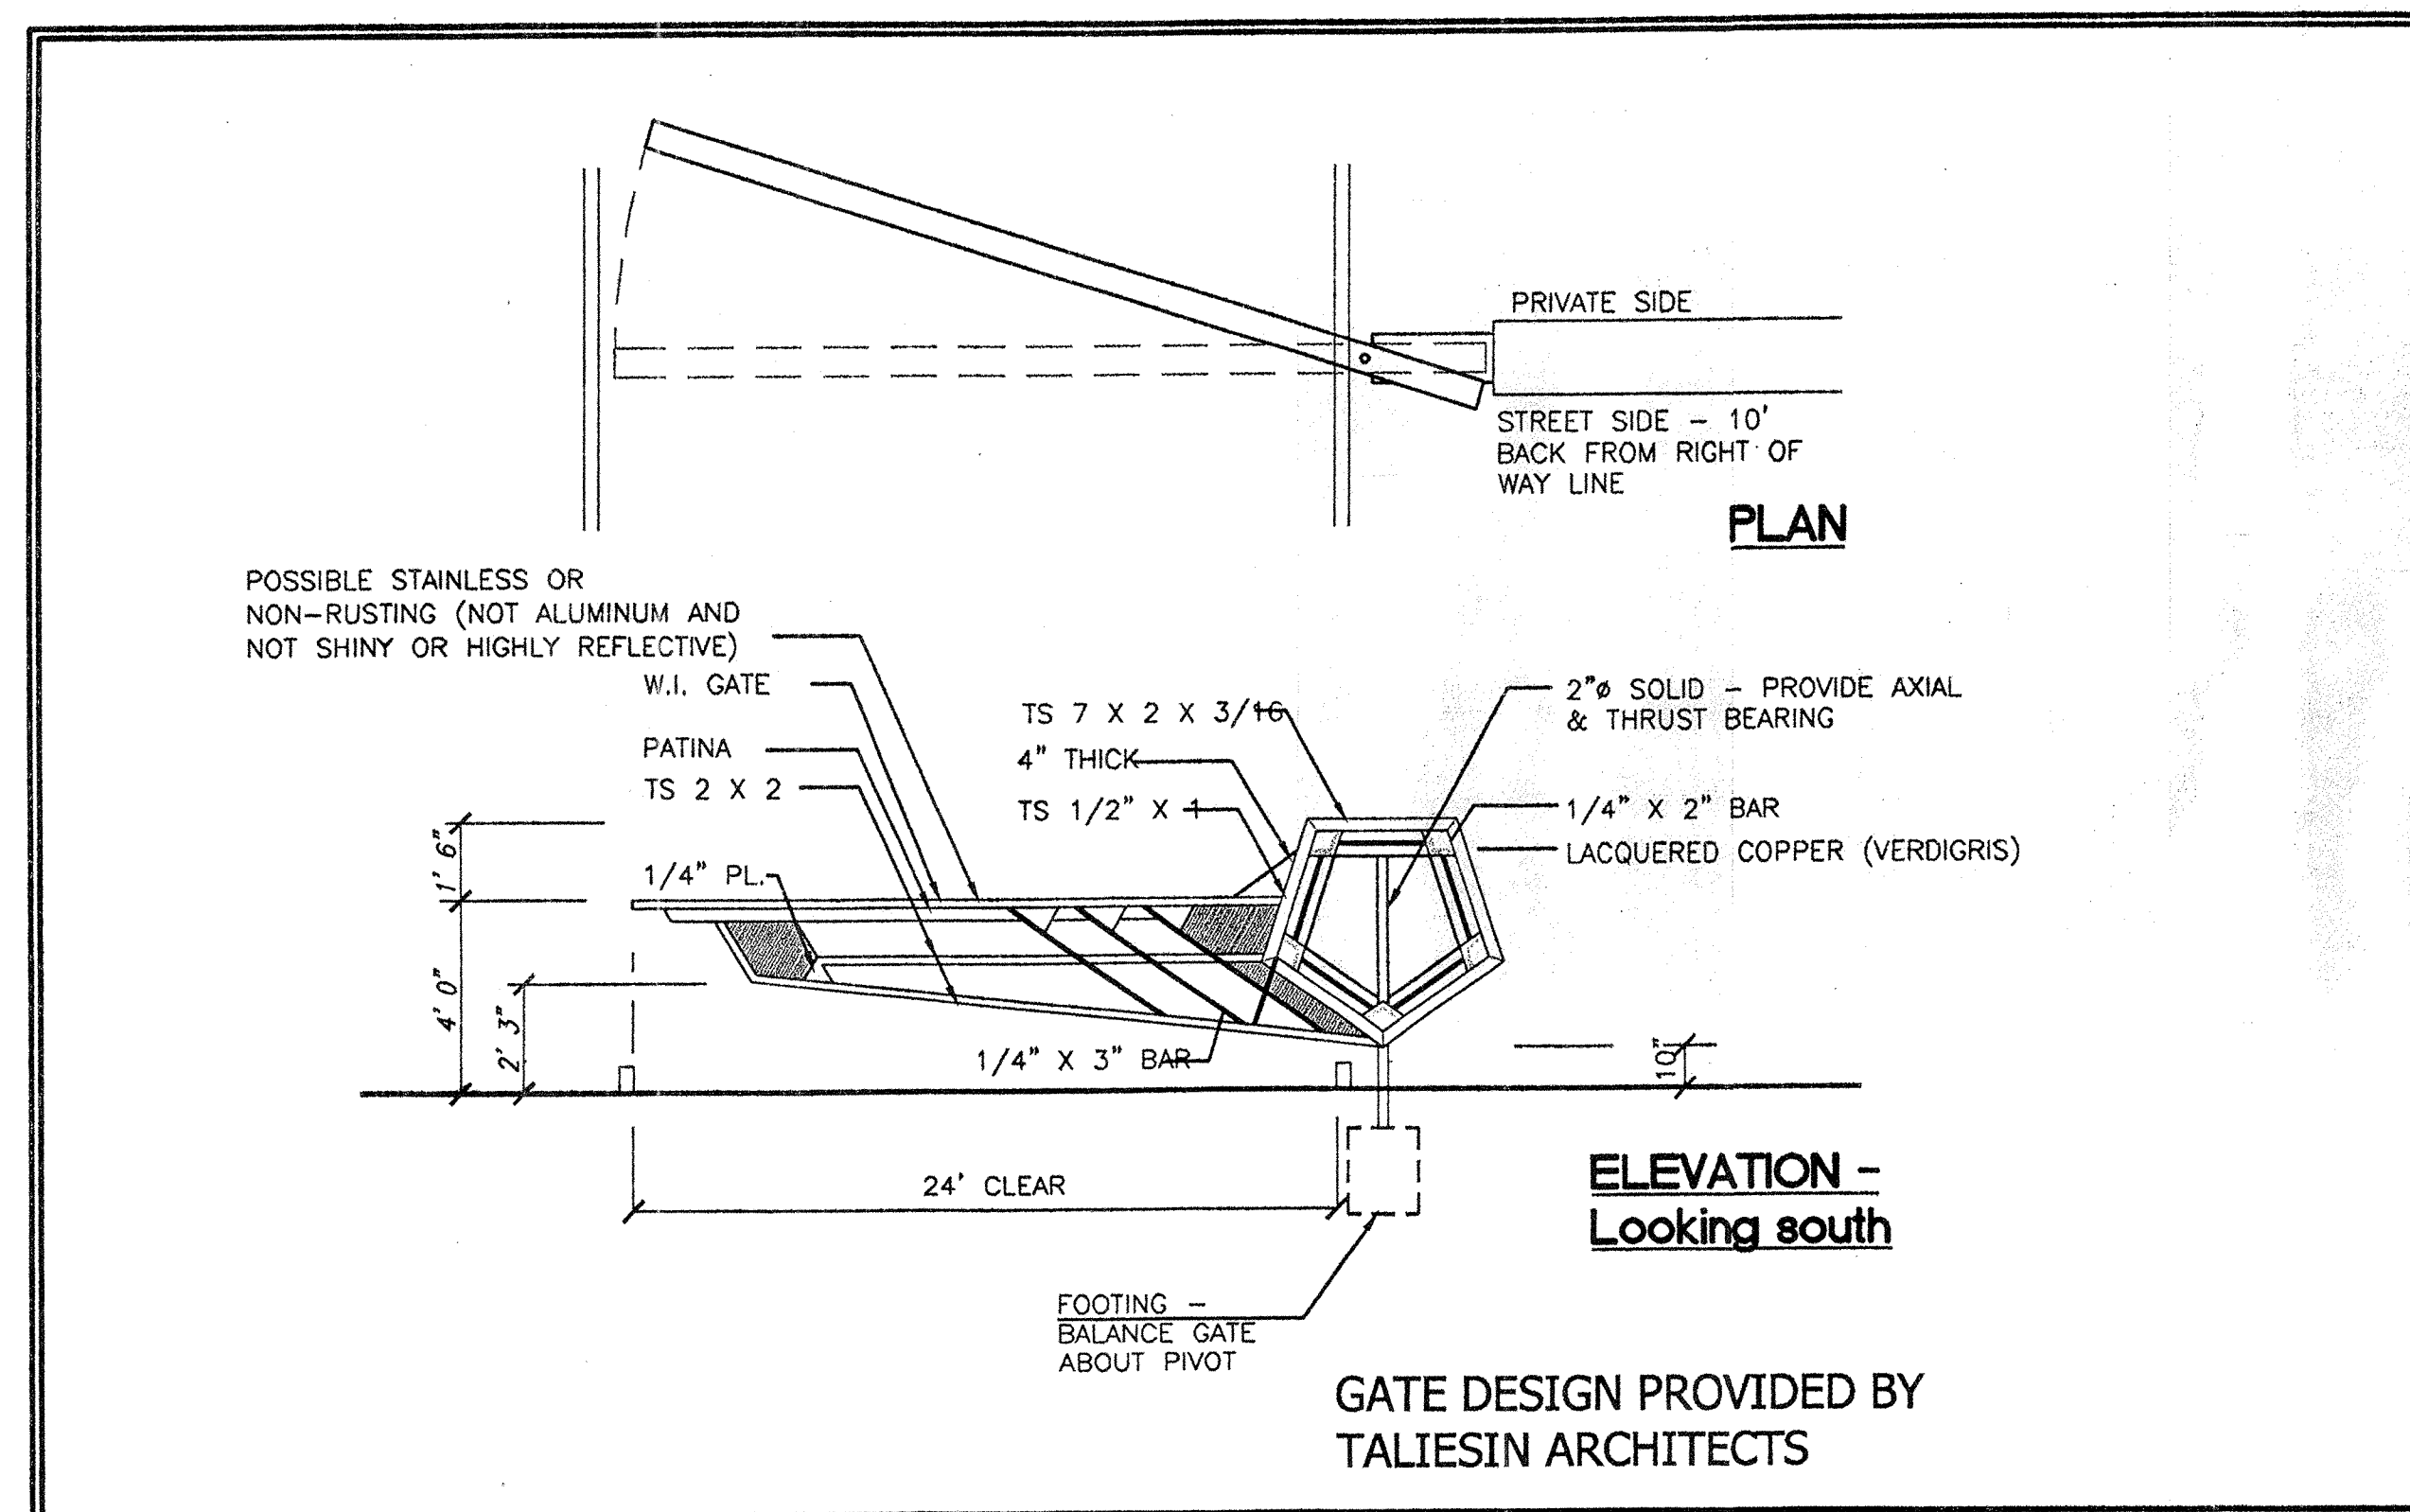 PRIVATE SIDE
STREET SIDE – 10'
BACK FROM RIGHT OF
WAY LINE
PLAN
POSSIBLE STAINLESS OR
NON–RUSTING (NOT ALUMINUM AND
NOT SHINY OR HIGHLY REFLECTIVE)
W.I. GATE
PATINA
TS 2 X 2
1/4" PL.
TS 7 X 2 X 3/16
4" THICK
TS 1/2" X 1
2"ø SOLID – PROVIDE AXIAL
& THRUST BEARING
1/4" X 2" BAR
LACQUERED COPPER (VERDIGRIS)
1' 6"
4' 0"
2' 3"
1/4" X 3" BAR
10"
24' CLEAR
ELEVATION –
Looking south
FOOTING –
BALANCE GATE
ABOUT PIVOT
GATE DESIGN PROVIDED BY
TALIESIN ARCHITECTS